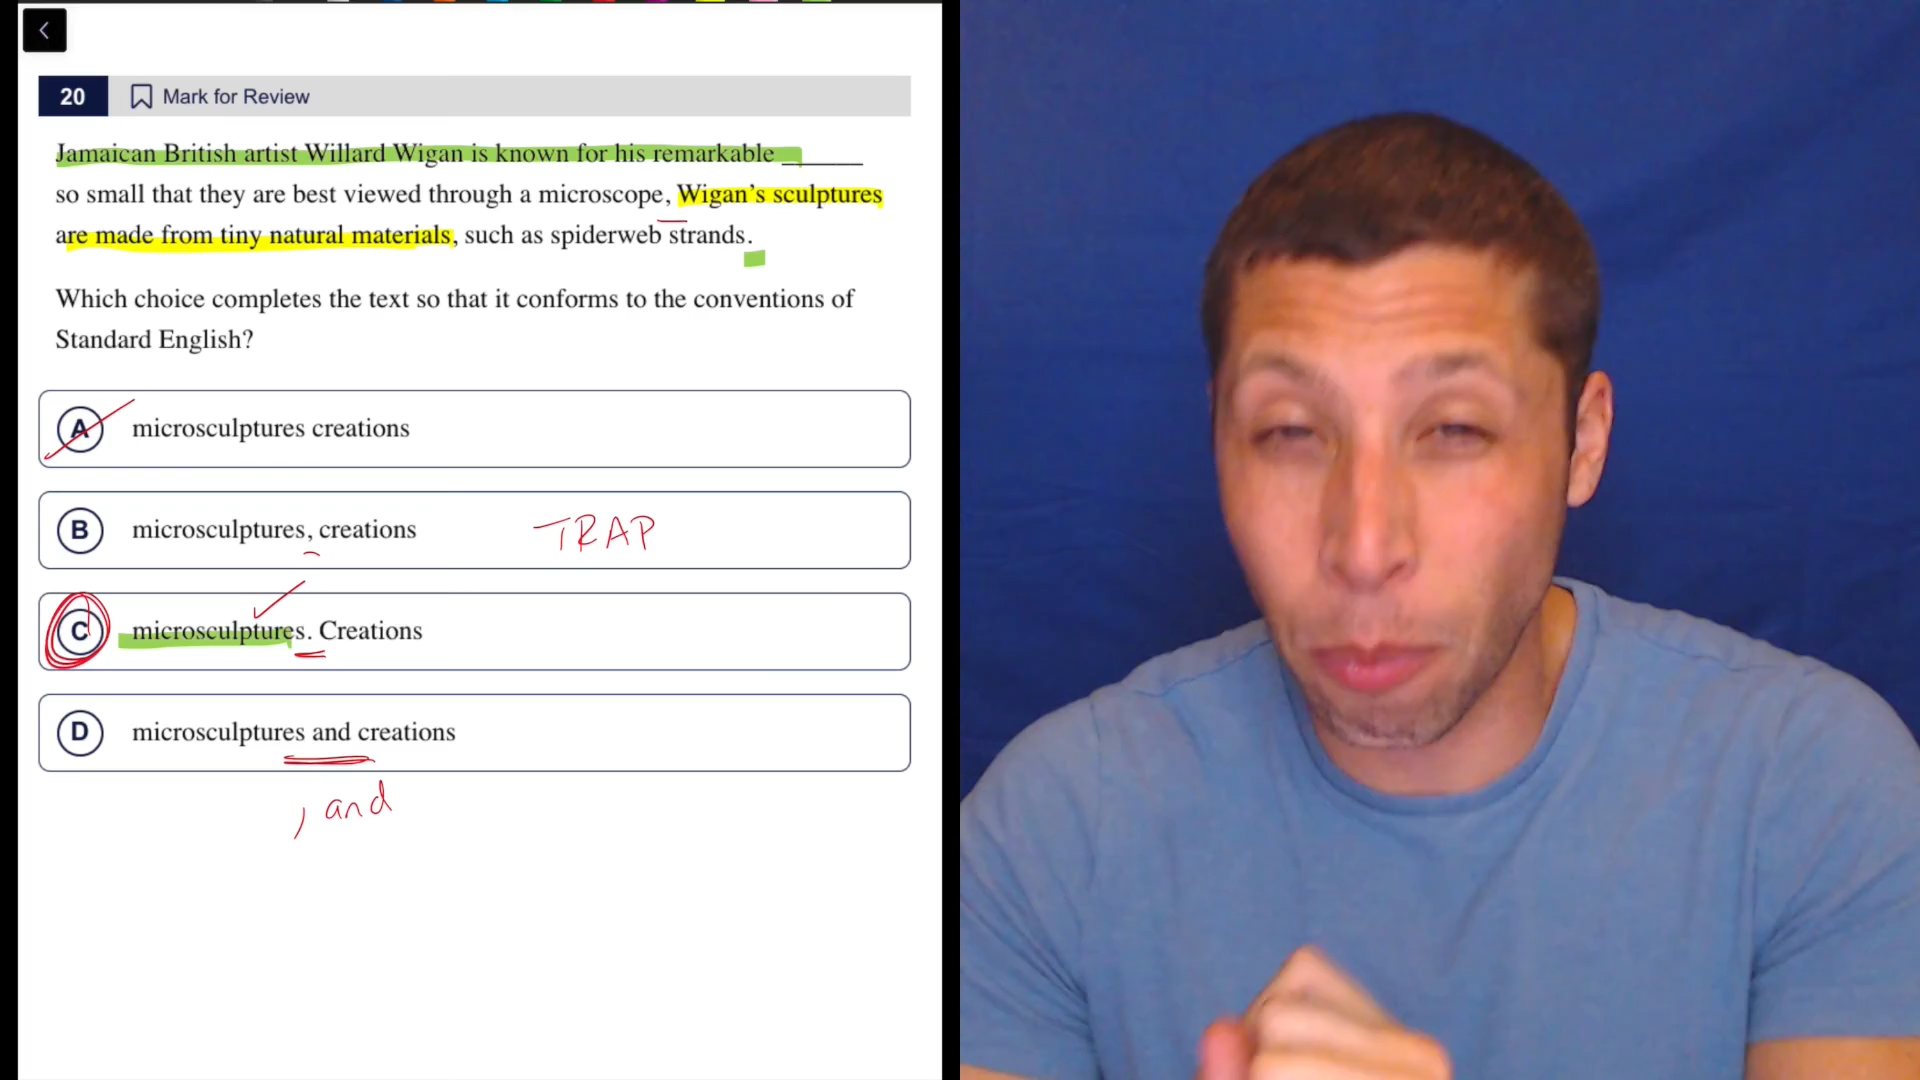 20 Mark for Review
Jamaican British artist Willard Wigan is known for his remarkable ______
so small that they are best viewed through a microscope, Wigan’s sculptures
are made from tiny natural materials, such as spiderweb strands.
Which choice completes the text so that it conforms to the conventions of
Standard English?
A microsculptures creations
B microsculptures, creations TRAP
C microsculptures. Creations
D microsculptures and creations
, and